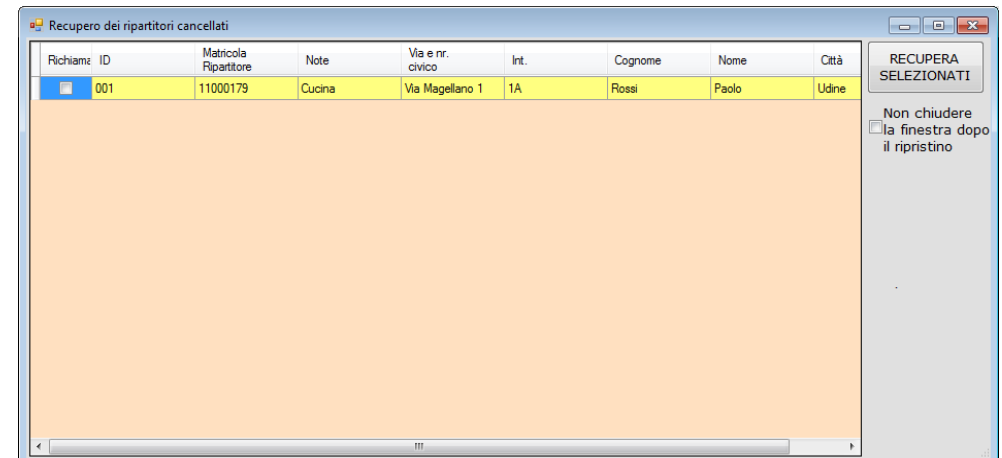 Recupero dei ripartitori cancellati
Richiama ID Matricola Ripartitore Note Via e nr. civico Int. Cognome Nome Città
001 11000179 Cucina Via Magellano 1 1A Rossi Paolo Udine
RECUPERA
SELEZIONATI
Non chiudere
la finestra dopo
il ripristino